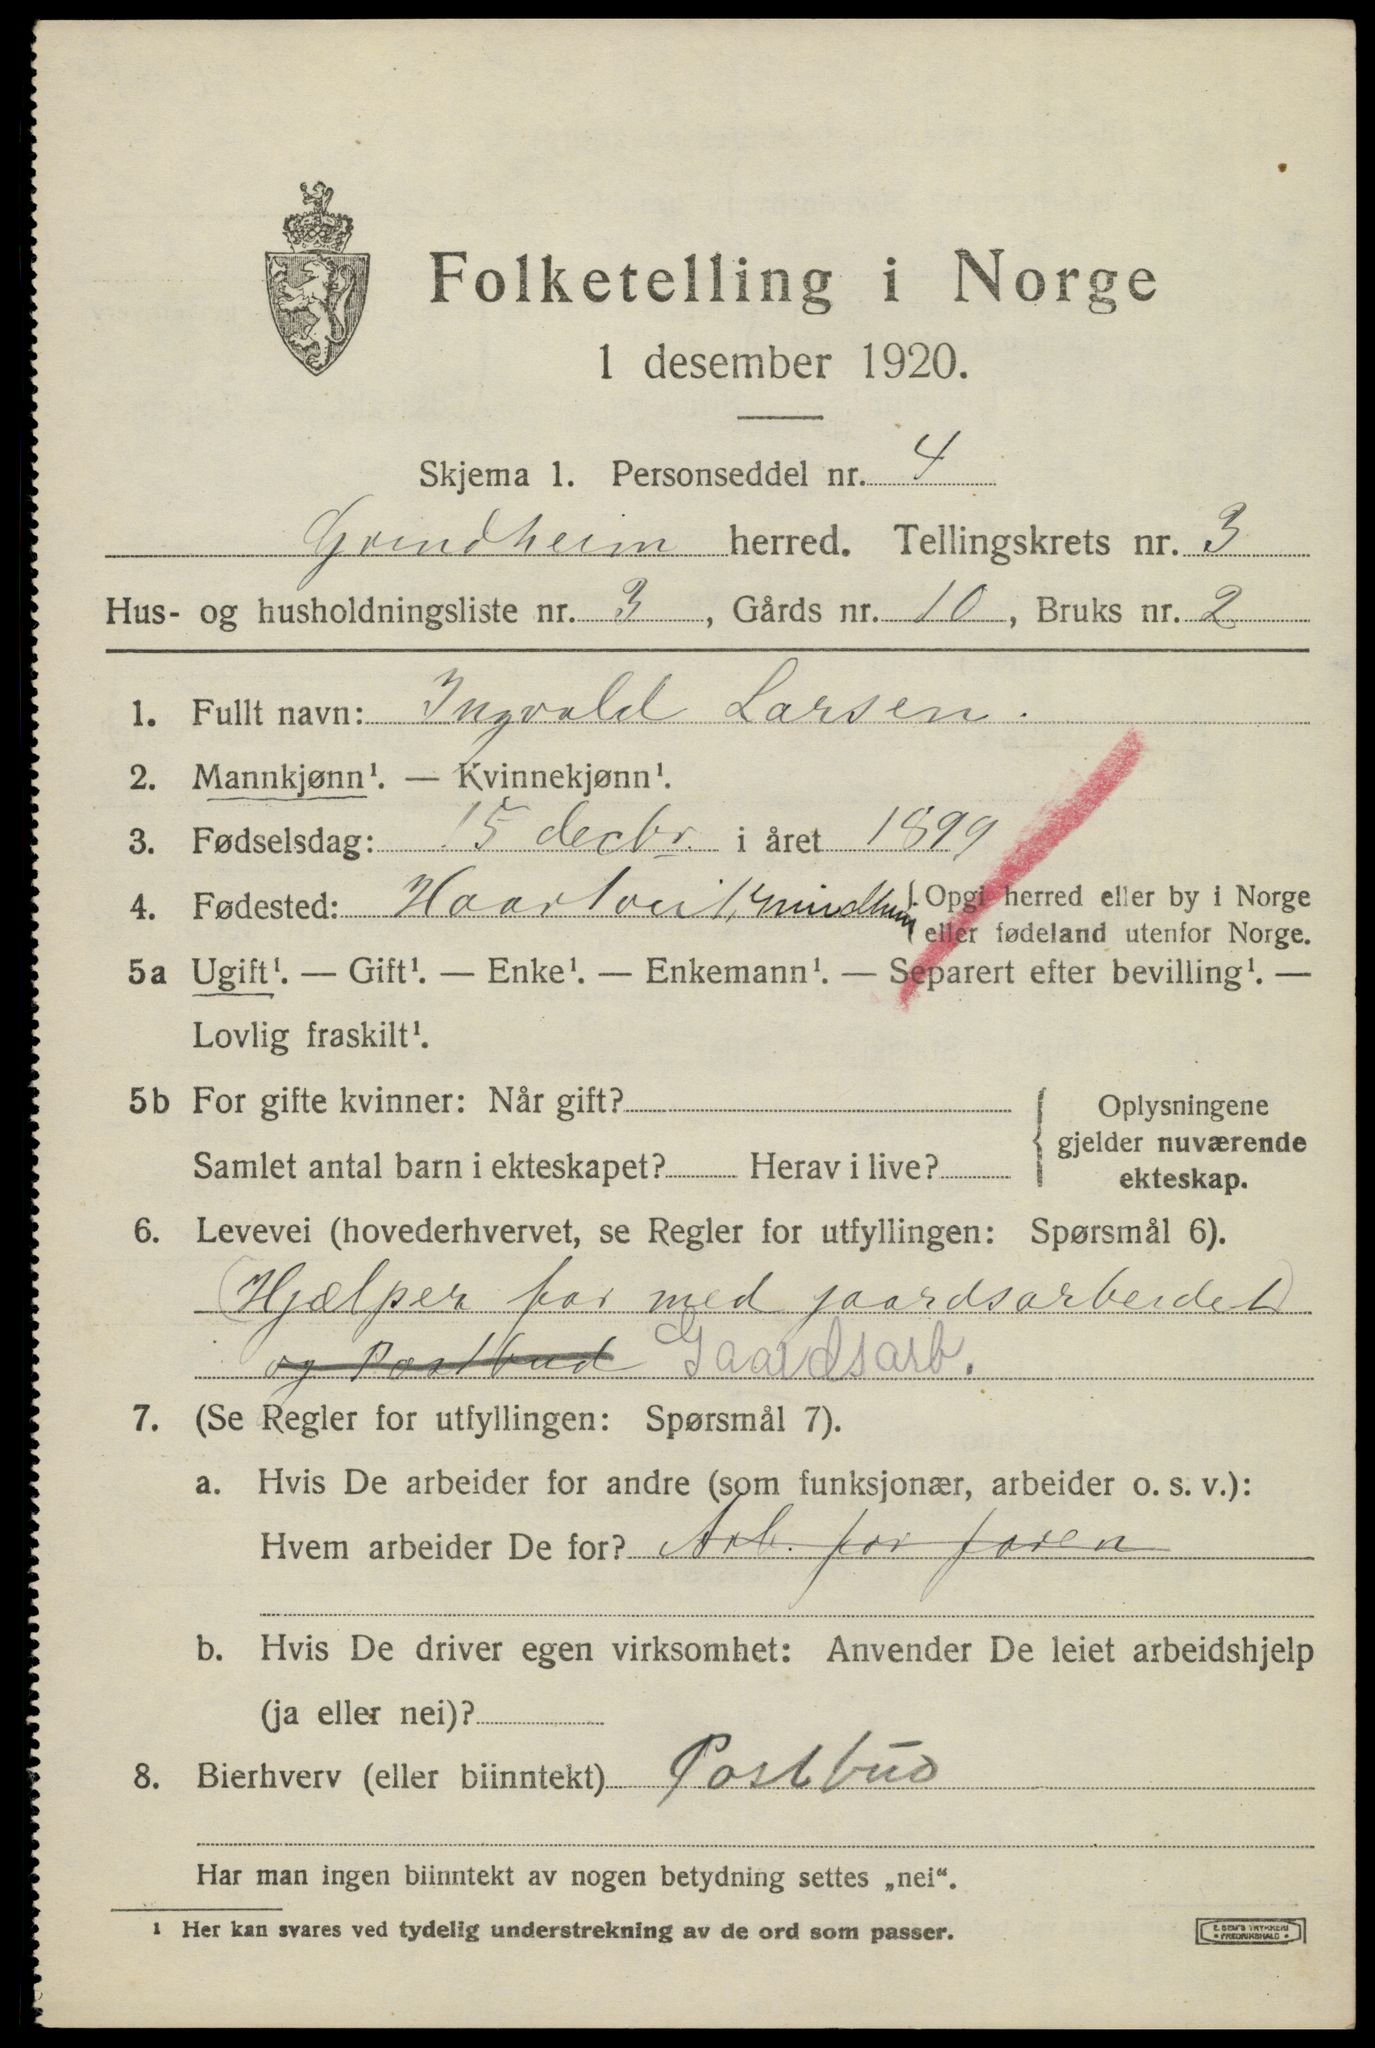 Folketelling i Norge
1 desember 1920.
Skjema 1. Personseddel nr. 4
Grindheim herred. Tellingskrets nr. 3
Hus- og husholdningsliste nr. 3, Gårds nr. 10, Bruks nr. 2
1. Fullt navn: Ingvald Larsen.
2. Mannkjønn¹. — Kvinnekjønn¹.
3. Fødselsdag: 15 decbr. i året 1899
4. Fødested: Grindheim { Opgi herred eller by i Norge
eller fødeland utenfor Norge.
5a Ugift¹. — Gift¹. — Enke¹. — Enkemann¹. — Separert efter bevilling¹. —
Lovlig fraskilt¹.
5b For gifte kvinner: Når gift? { Oplysningene
gjelder nuværende
Samlet antal barn i ekteskapet? Herav i live?
ekteskap.
6. Levevei (hovederhvervet, se Regler for utfyllingen: Spørsmål 6).
(Hjælper far med jaardsarbeidet)
og Postbud Gaardsarb.
7. (Se Regler for utfyllingen: Spørsmål 7).
a. Hvis De arbeider for andre (som funksjonær, arbeider o. s. v.):
Hvem arbeider De for? Arb. for faren
b. Hvis De driver egen virksomhet: Anvender De leiet arbeidshjelp
(ja eller nei)?
8. Bierhverv (eller biinntekt) Postbud
Har man ingen biinntekt av nogen betydning settes „nei“.
¹ Her kan svares ved tydelig understrekning av de ord som passer.
E. SEM'S TRYKKERI
• FREDRIKSHALD •